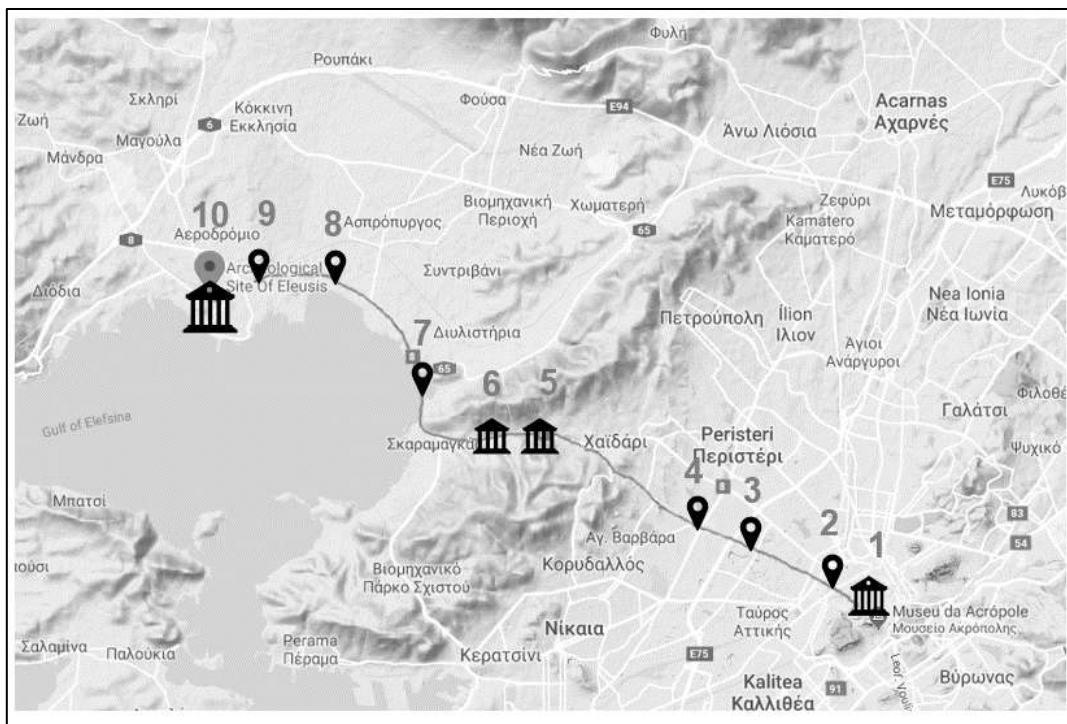 Ρουπάκι
Φυλή
Σκληρί
Φούσα
E94
Acarnas
Αχαρνές
Κόκκινη
Εκκλησία
6
Άνω Λιόσια
Ζωή
Μαγούλα
Μάνδρα
Νέα Ζωή
E75
Λυκόβ
Μεταμόρφωση
Βιομηχανική
Περιοχή
Χωματερή
Ζεφύρι
Kamatero
Καματερό
10
9
8
Ασπρόπυργος
Αεροδρόμιο
8
65
Archeological
Site Of Eleusis
Συντριβάνι
Διόδια
Nea Ionia
Νέα Ιωνία
Πετρούπολη
Ílion
Ιλιον
7
Διυλιστήρια
8
65
Άγιοι
Ανάργυροι
6
5
Φιλοθέ
Γαλάτσι
Gulf of Elefsina
Σκαραμαγκά
Χαϊδάρι
Peristeri
Περιστέρι
Ψυχικό
4
8
3
Μπατσί
83
54
Αγ. Βαρβάρα
2
1
Κορυδαλλός
Βιομηχανικό
Πάρκο Σχιστού
Ταύρος
Αττικής
Museu da Acrópole
Μουσείο Ακρόπολης
Νίκαια
Σαλαμίνα
Παλούκια
Perama
Πέραμα
Κερατσίνι
E75
Kalitea
Καλλιθέα
91
Βύρωνας